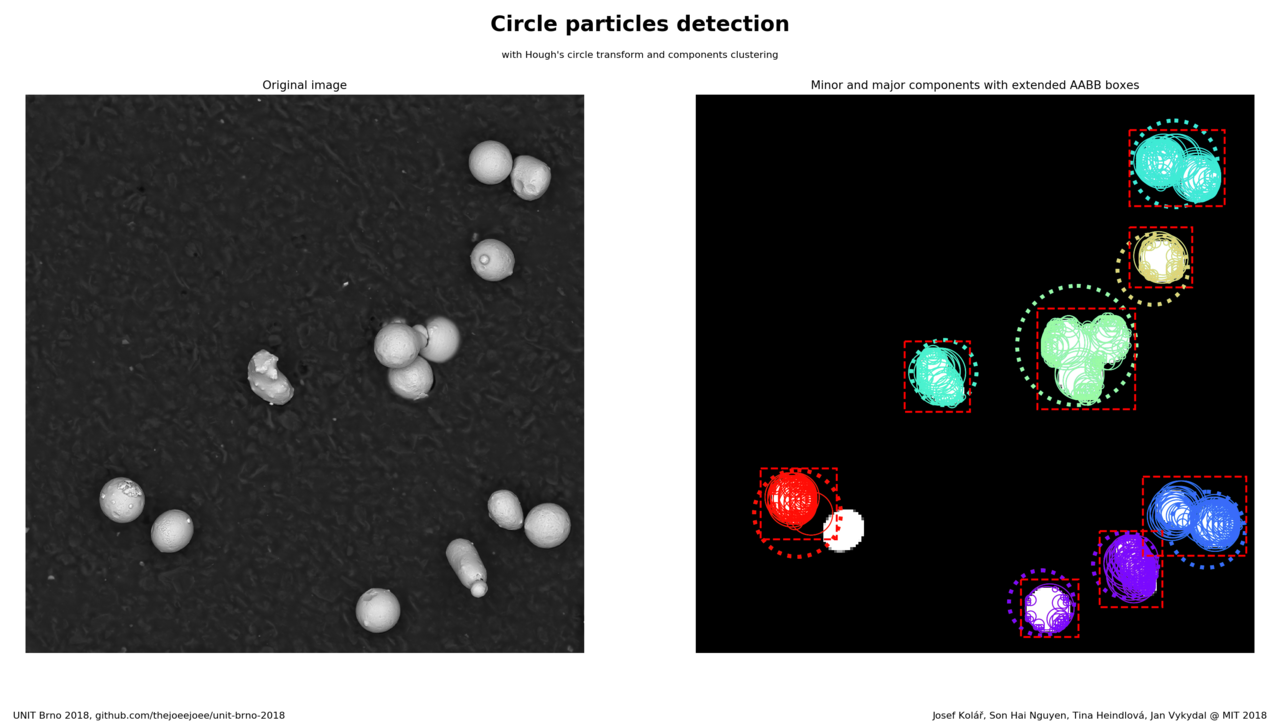 Circle particles detection
with Hough's circle transform and components clustering
Original image
Minor and major components with extended AABB boxes
UNIT Brno 2018, github.com/thejoeejoee/unit-brno-2018
Josef Kolář, Son Hai Nguyen, Tina Heindlová, Jan Vykydal @ MIT 2018